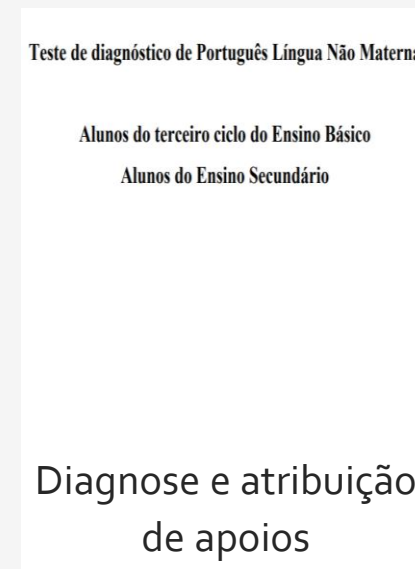 Teste de diagnóstico de Português Língua Não Materna
Alunos do terceiro ciclo do Ensino Básico
Alunos do Ensino Secundário
Diagnose e atribuição
de apoios